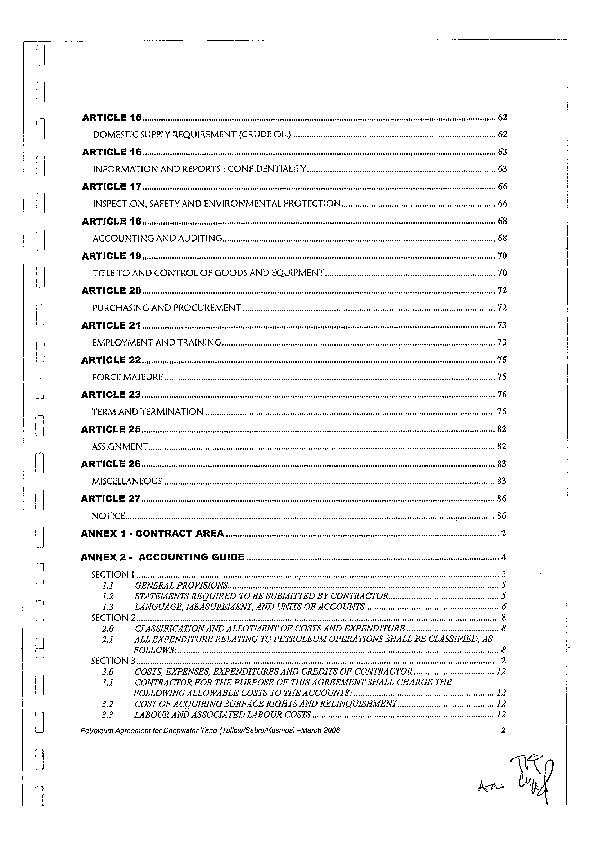 ARTICLE 15 ........ 62
DOMESTIC SUPPLY REQUIREMENT (CRUDE OIL) ........ 62
ARTICLE 16 ........ 63
INFORMATION AND REPORTS : CONFIDENTIALITY ........ 63
ARTICLE 17 ........ 66
INSPECTION, SAFETY AND ENVIRONMENTAL PROTECTION ........ 66
ARTICLE 18 ........ 68
ACCOUNTING AND AUDITING ........ 68
ARTICLE 19 ........ 70
TITLE TO AND CONTROL OF GOODS AND EQUIPMENT ........ 70
ARTICLE 20 ........ 72
PURCHASING AND PROCUREMENT ........ 72
ARTICLE 21 ........ 73
EMPLOYMENT AND TRAINING ........ 73
ARTICLE 22 ........ 75
FORCE MAJEURE ........ 75
ARTICLE 23 ........ 76
TERM AND TERMINATION ........ 76
ARTICLE 25 ........ 82
ASSIGNMENT ........ 82
ARTICLE 26 ........ 83
MISCELLANEOUS ........ 83
ARTICLE 27 ........ 86
NOTICE ........ 86
ANNEX 1 - CONTRACT AREA ........
ANNEX 2 - ACCOUNTING GUIDE ........ 4
SECTION 1 ........
1.1 GENERAL PROVISIONS ........ 5
1.2 STATEMENTS REQUIRED TO BE SUBMITTED BY CONTRACTOR ........ 5
1.3 LANGUAGE, MEASUREMENT, AND UNITS OF ACCOUNTS ........ 6
SECTION 2 ........ 8
2.0 CLASSIFICATION AND ALLOTMENT OF COSTS AND EXPENDITURE ........ 8
2.1 ALL EXPENDITURE RELATING TO PETROLEUM OPERATIONS SHALL BE CLASSIFIED, AS
FOLLOWS: ........ 8
SECTION 3 ........
3.0 COSTS, EXPENSES, EXPENDITURES AND CREDITS OF CONTRACTOR ........ 12
3.1 CONTRACTOR FOR THE PURPOSE OF THIS AGREEMENT SHALL CHARGE THE
FOLLOWING ALLOWABLE COSTS TO THE ACCOUNTS: ........ 12
3.2 COST OF ACQUIRING SURFACE RIGHTS AND RELINQUISHMENT ........ 12
3.3 LABOUR AND ASSOCIATED LABOUR COSTS ........ 12
Petroleum Agreement for Deepwater Tano (Tullow/Sabre/Kosmos) –March 2006 2